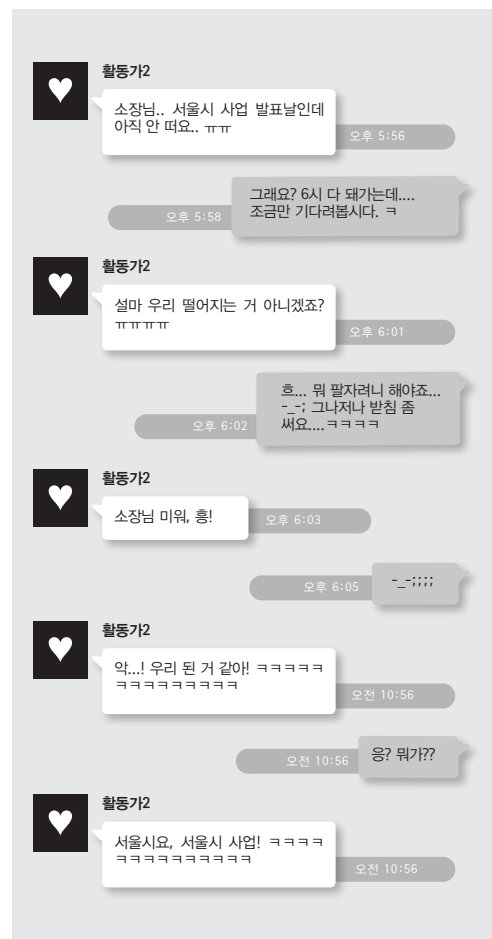 활동가2
소장님.. 서울시 사업 발표날인데
아직 안 떠요.. ㅠㅠ
오후 5:56
그래요? 6시 다 돼가는데....
조금만 기다려봅시다. ㅋ
오후 5:58
활동가2
설마 우리 떨어지는 거 아니겠죠?
ㅠㅠㅠㅠ
오후 6:01
흐... 뭐 팔자려니 해야죠...
-_-; 그나저나 받침 좀
써요....ㅋㅋㅋㅋ
오후 6:02
활동가2
소장님 미워, 흥!
오후 6:03
-_-;;;;
오후 6:05
활동가2
악...! 우리 된 거 같아! ㅋㅋㅋㅋㅋ
ㅋㅋㅋㅋㅋㅋㅋㅋㅋ
오전 10:56
응? 뭐가??
오전 10:56
활동가2
서울시요, 서울시 사업! ㅋㅋㅋㅋ
ㅋㅋㅋㅋㅋㅋㅋㅋㅋㅋ
오전 10:56